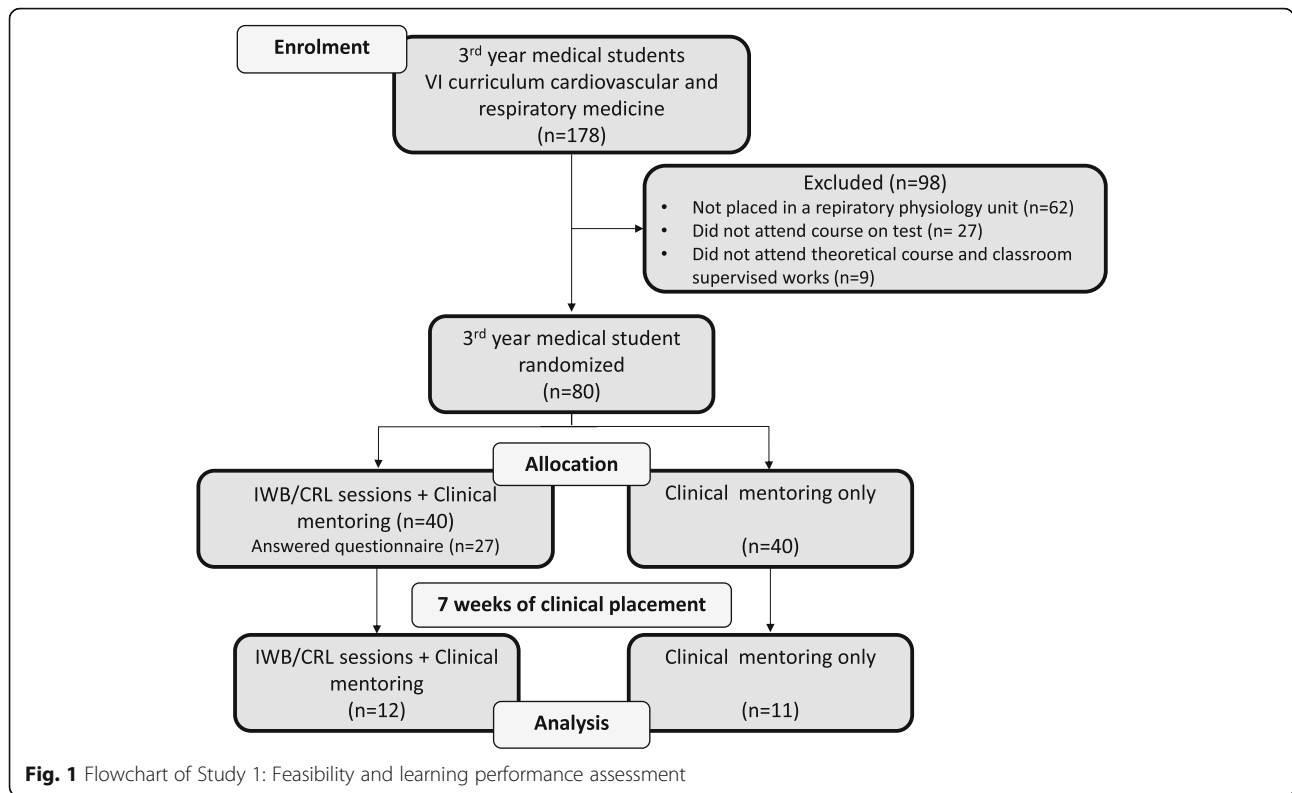 Enrolment
3rd year medical students
VI curriculum cardiovascular and
respiratory medicine
(n=178)
Excluded (n=98)
• Not placed in a repiratory physiology unit (n=62)
• Did not attend course on test (n= 27)
• Did not attend theoretical course and classroom
supervised works (n=9)
3rd year medical student
randomized
(n=80)
Allocation
IWB/CRL sessions + Clinical
mentoring (n=40)
Answered questionnaire (n=27)
Clinical mentoring only
(n=40)
7 weeks of clinical placement
IWB/CRL sessions + Clinical
mentoring
(n=12)
Clinical mentoring only
(n=11)
Analysis
Fig. 1 Flowchart of Study 1: Feasibility and learning performance assessment